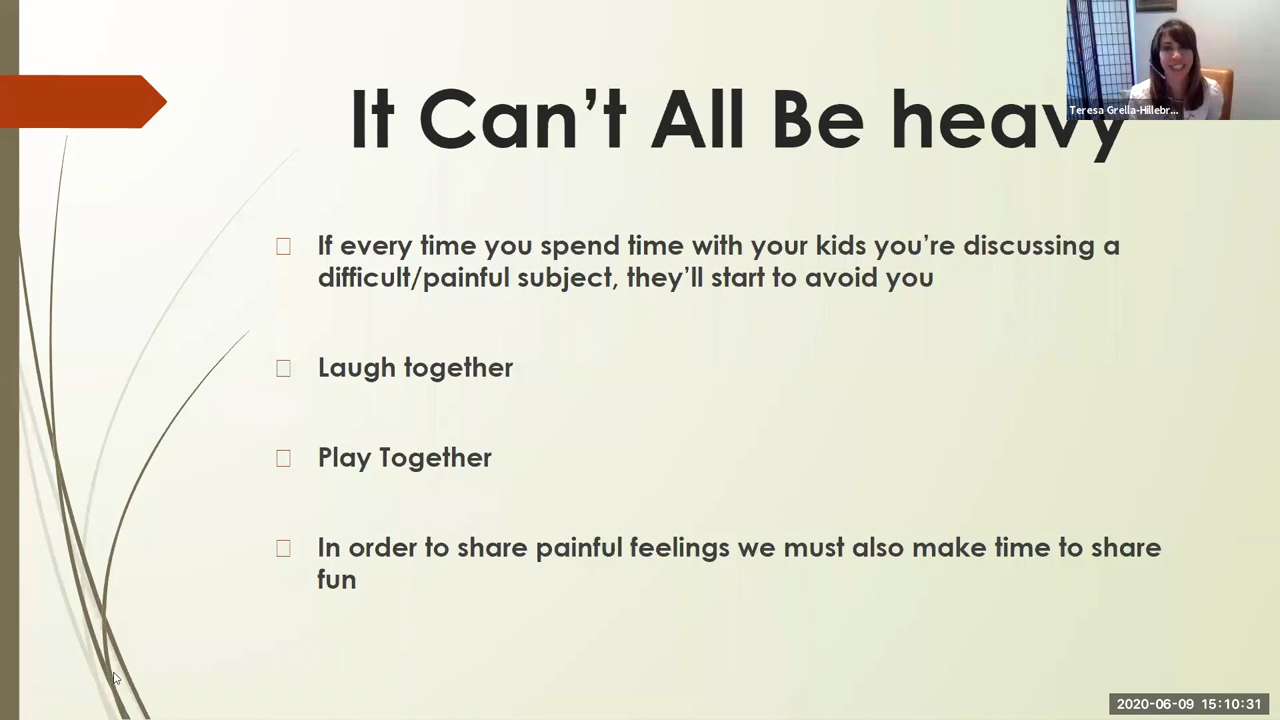 It Can’t All Be heavy
Teresa Grella-Hillebr...
If every time you spend time with your kids you’re discussing a
difficult/painful subject, they’ll start to avoid you
Laugh together
Play Together
In order to share painful feelings we must also make time to share
fun
2020-06-09 15:10:31